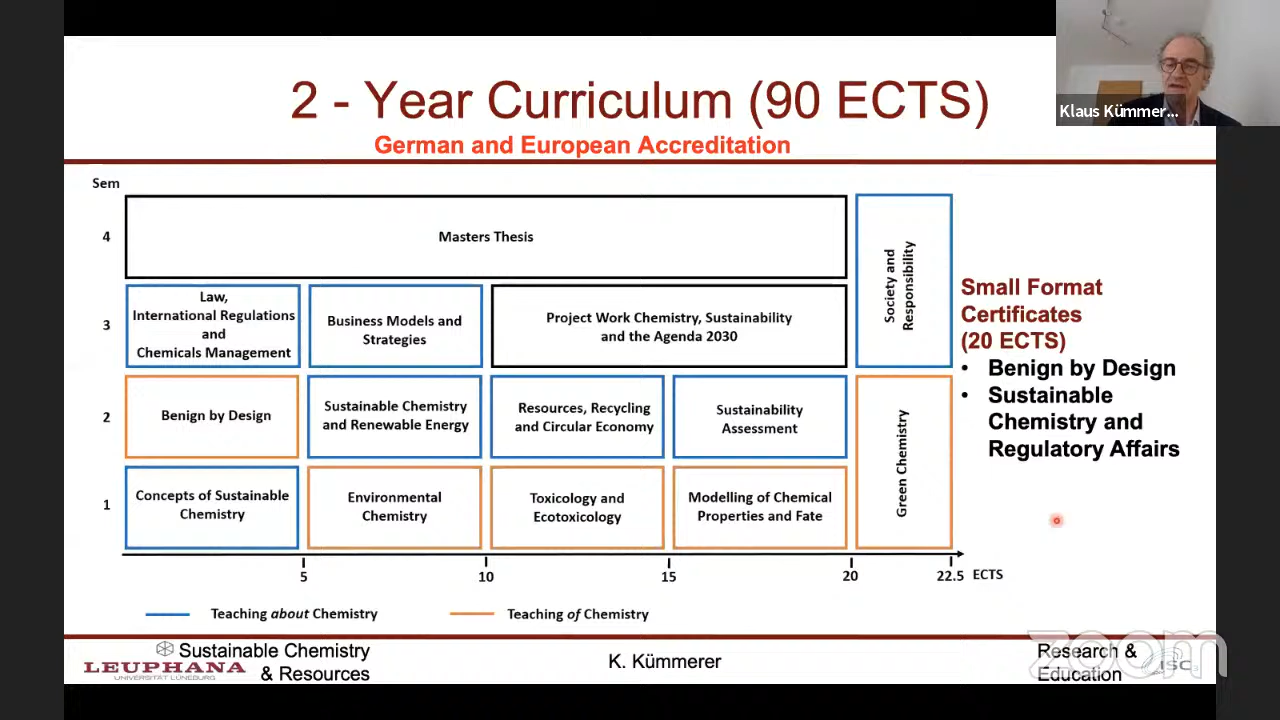 2 - Year Curriculum (90 ECTS)
German and European Accreditation
Klaus Kümmer...
Sem
4
Masters Thesis
Society and
Responsibility
3
Law,
International Regulations
and
Chemicals Management
Business Models and
Strategies
Project Work Chemistry, Sustainability
and the Agenda 2030
2
Benign by Design
Sustainable Chemistry
and Renewable Energy
Resources, Recycling
and Circular Economy
Sustainability
Assessment
Green Chemistry
1
Concepts of Sustainable
Chemistry
Environmental
Chemistry
Toxicology and
Ecotoxicology
Modelling of Chemical
Properties and Fate
5
10
15
20
22.5
ECTS
Teaching about Chemistry
Teaching of Chemistry
Small Format
Certificates
(20 ECTS)
• Benign by Design
• Sustainable
Chemistry and
Regulatory Affairs
Sustainable Chemistry
& Resources
LEUPHANA
UNIVERSITÄT LÜNEBURG
K. Kümmerer
Research &
Education
ISC3
zoom